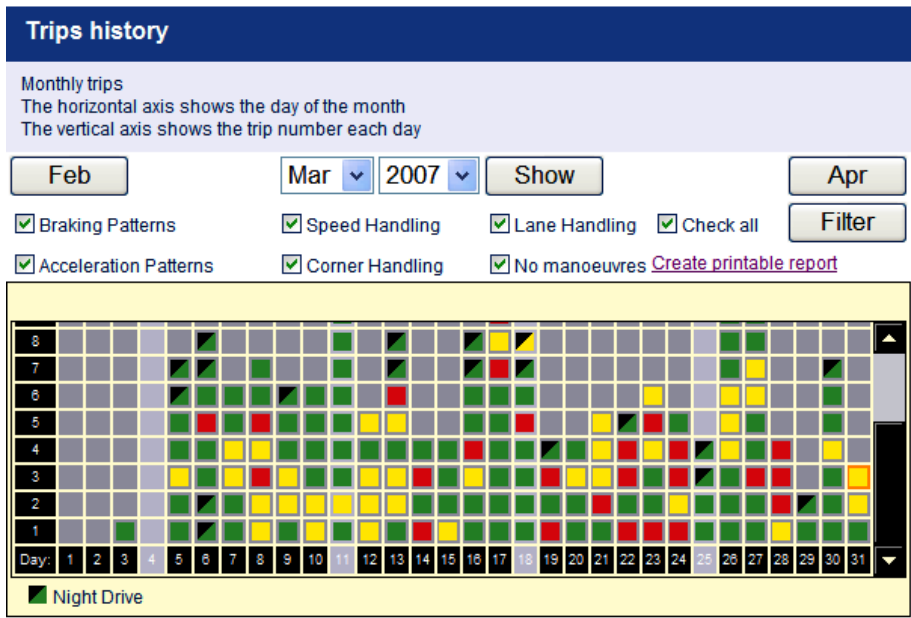 Trips history
Monthly trips
The horizontal axis shows the day of the month
The vertical axis shows the trip number each day
Feb Mar 2007 Show Apr
Braking Patterns Speed Handling Lane Handling Check all Filter
Acceleration Patterns Corner Handling No manoeuvres Create printable report
8
7
6
5
4
3
2
1
Day: 1 2 3 4 5 6 7 8 9 10 11 12 13 14 15 16 17 18 19 20 21 22 23 24 25 26 27 28 29 30 31
Night Drive